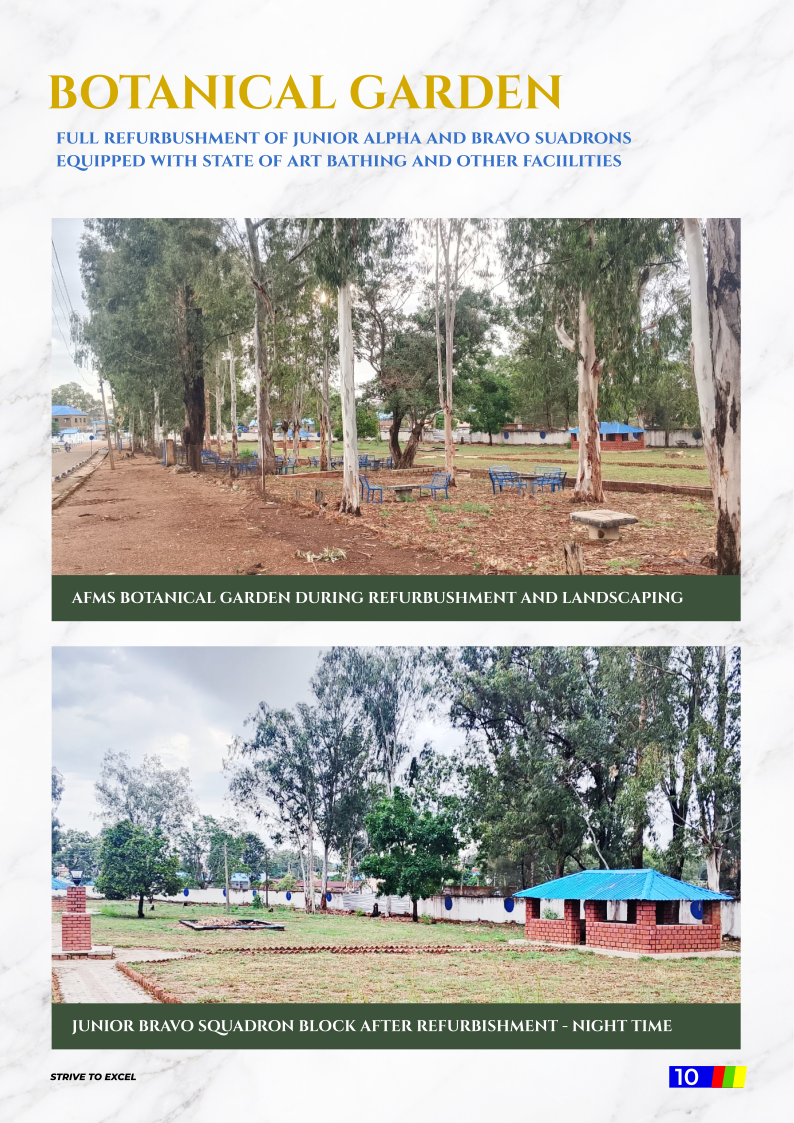 BOTANICAL GARDEN
FULL REFURBUSHMENT OF JUNIOR ALPHA AND BRAVO SUADRONS
EQUIPPED WITH STATE OF ART BATHING AND OTHER FACIILITIES
AFMS BOTANICAL GARDEN DURING REFURBUSHMENT AND LANDSCAPING
JUNIOR BRAVO SQUADRON BLOCK AFTER REFURBISHMENT - NIGHT TIME
STRIVE TO EXCEL
10